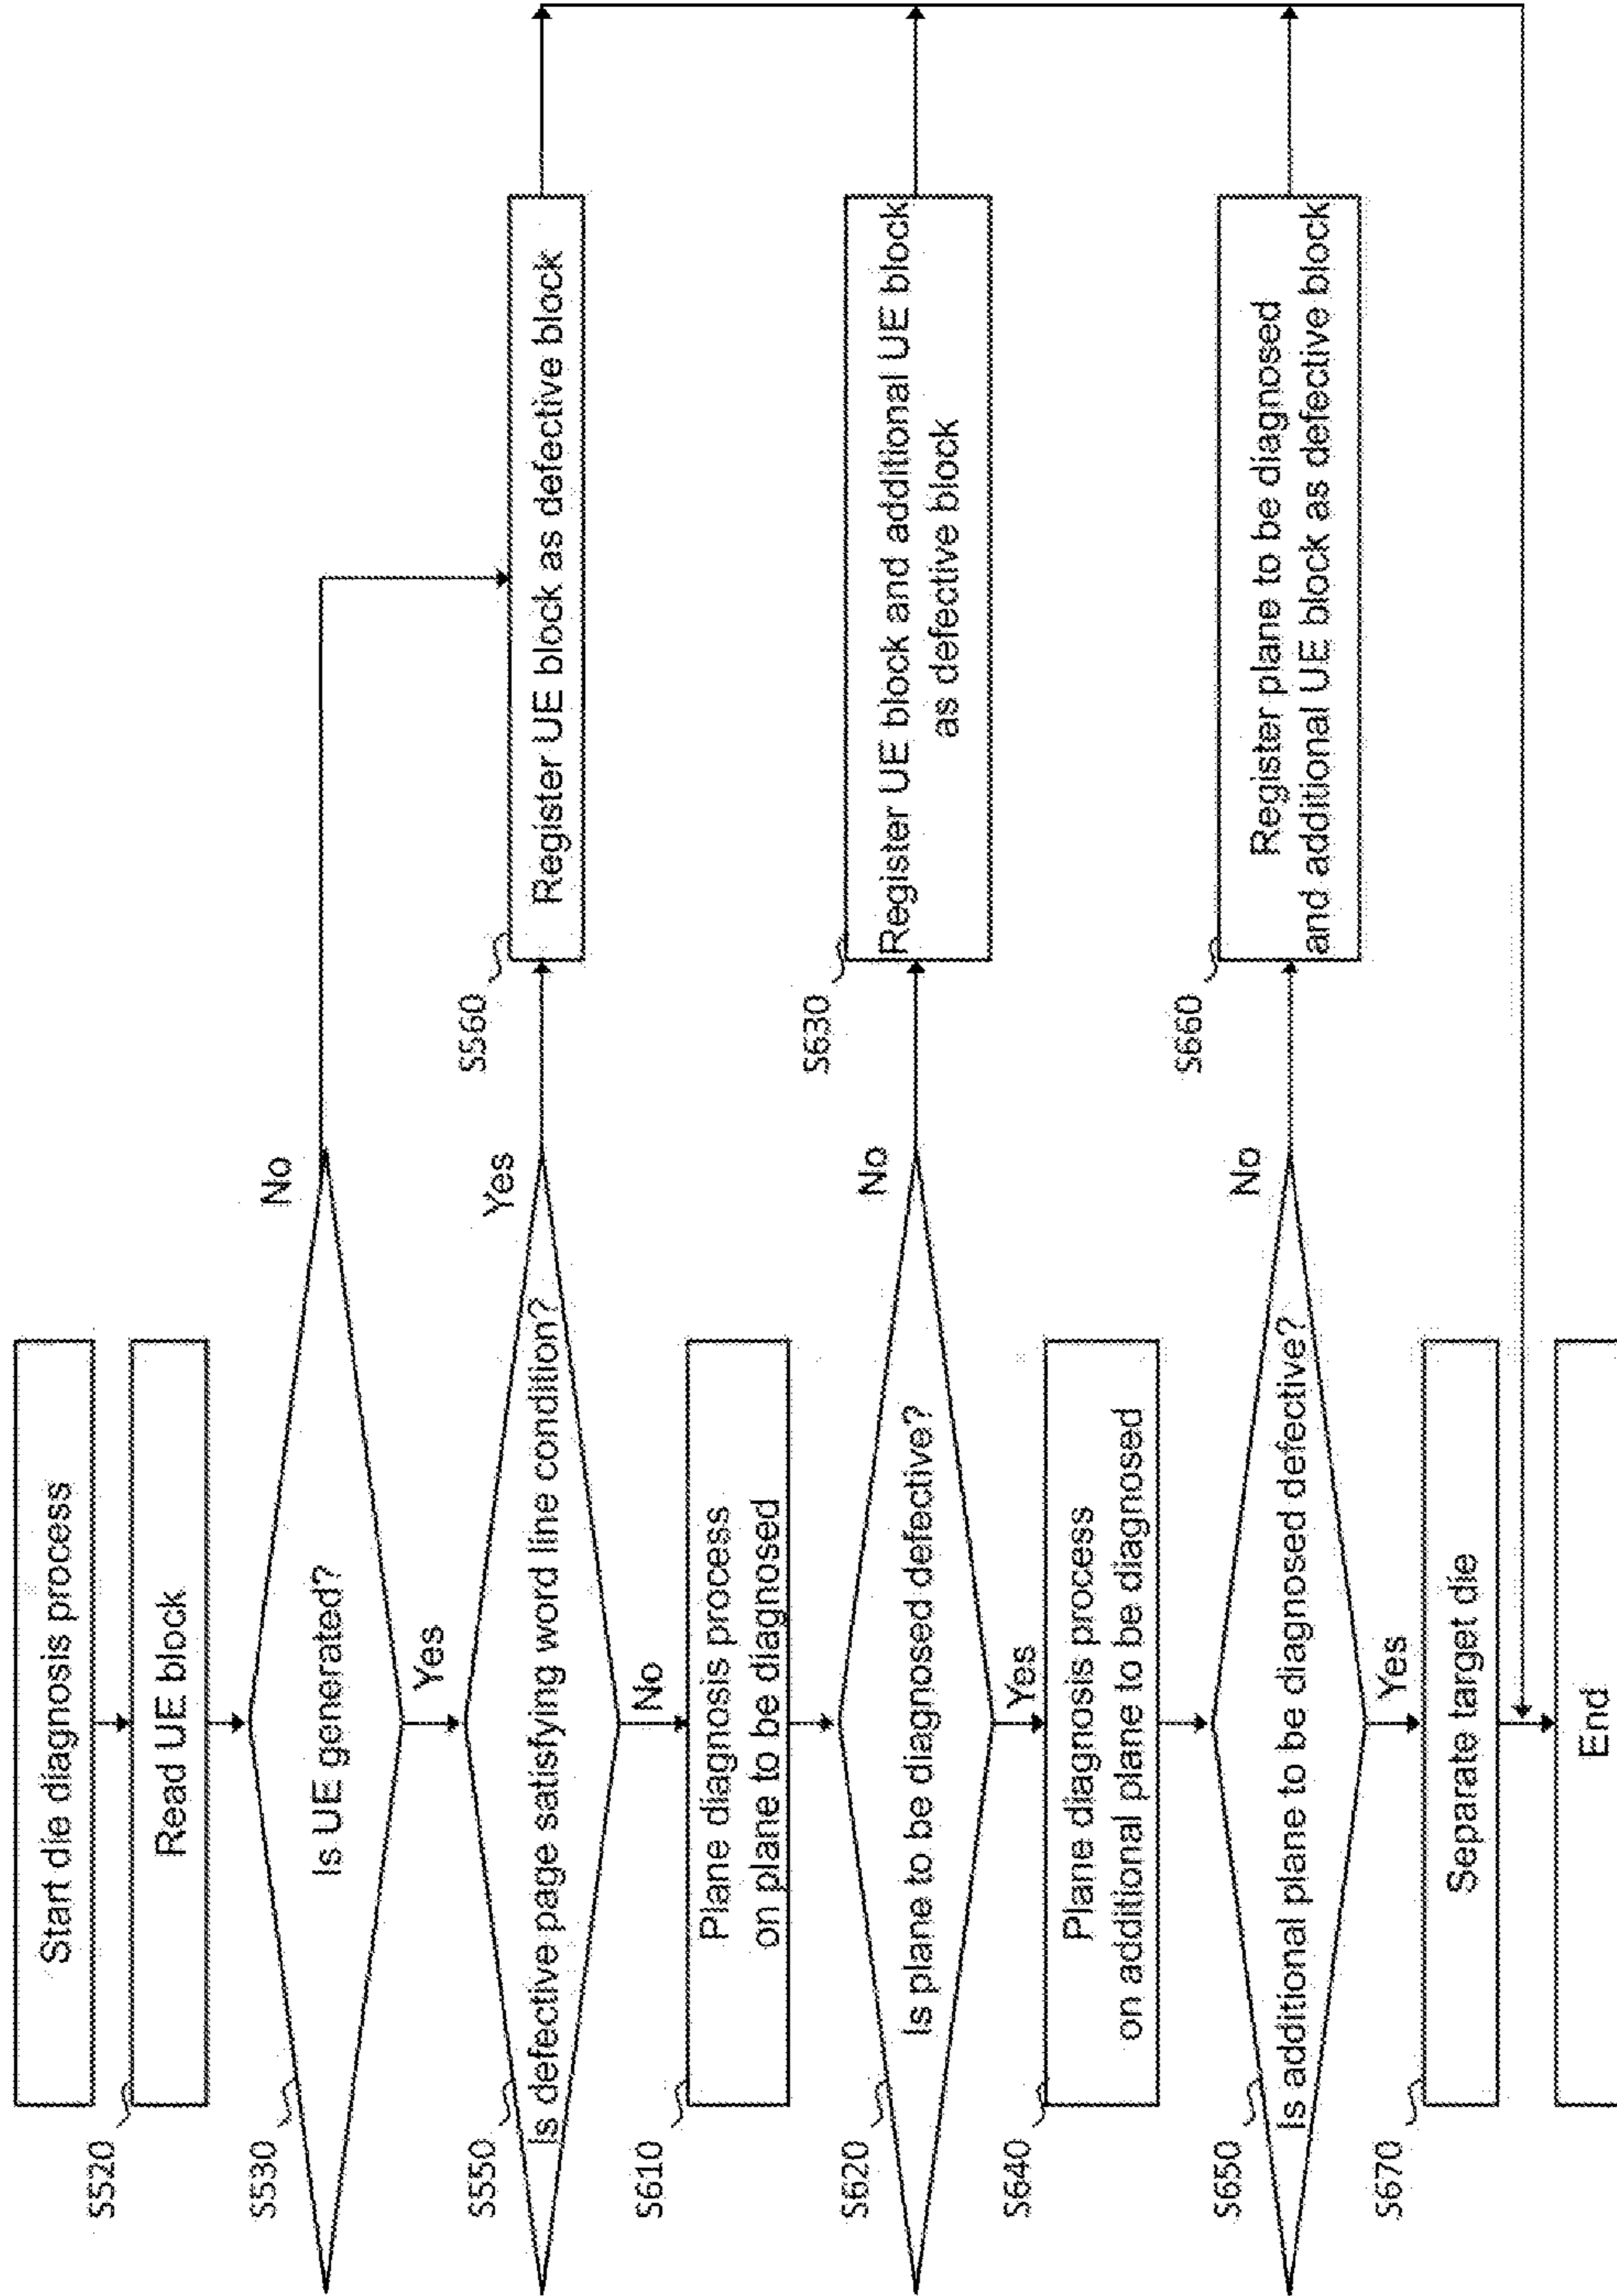 Start die diagnosis process
S520
Read UE block
S530
Is UE generated?
No
Yes
S550
Is defective page satisfying word line condition?
Yes
S560
Register UE block as defective block
No
S610
Plane diagnosis process
on plane to be diagnosed
S620
Is plane to be diagnosed defective?
No
S630
Register UE block and additional UE block
as defective block
Yes
S640
Plane diagnosis process
on additional plane to be diagnosed
S650
Is additional plane to be diagnosed defective?
No
S660
Register plane to be diagnosed
and additional UE block as defective block
Yes
S670
Separate target die
End